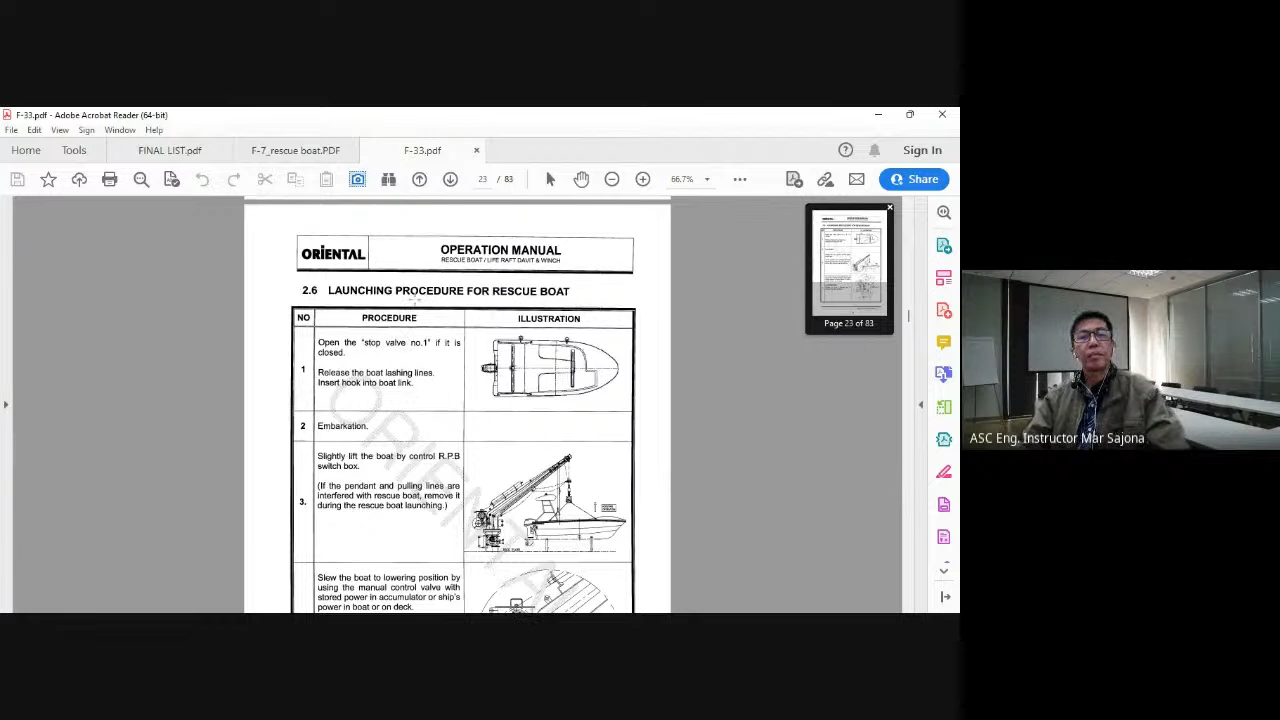 F-33.pdf - Adobe Acrobat Reader (64-bit)
File Edit View Sign Window Help
Home Tools FINAL LIST.pdf F-7_rescue boat.PDF F-33.pdf × Sign In
23 / 83 66.7% Share
ORIENTAL
OPERATION MANUAL
RESCUE BOAT / LIFE RAFT DAVIT & WINCH
2.6 LAUNCHING PROCEDURE FOR RESCUE BOAT
NO PROCEDURE ILLUSTRATION
1
Open the "stop valve no.1" if it is
closed.
Release the boat lashing lines.
Insert hook into boat link.
2 Embarkation.
3.
Slightly lift the boat by control R.P.B
switch box.
(If the pendant and pulling lines are
interfered with rescue boat, remove it
during the rescue boat launching.)
Slew the boat to lowering position by
using the manual control valve with
stored power in accumulator or ship's
power in boat or on deck.
ORIENTA
Page 23 of 83
ASC Eng. Instructor Mar Sajona